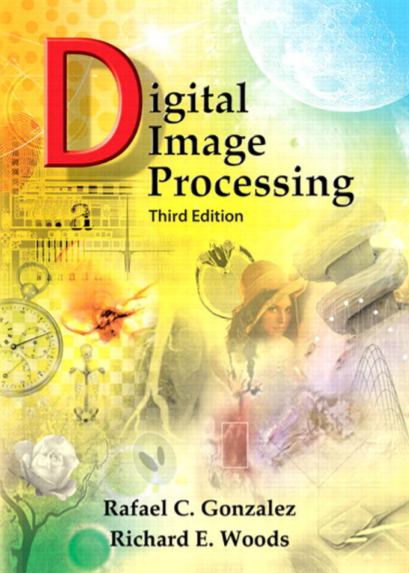 Digital
Image
Processing
Third Edition
a
Rafael C. Gonzalez
Richard E. Woods